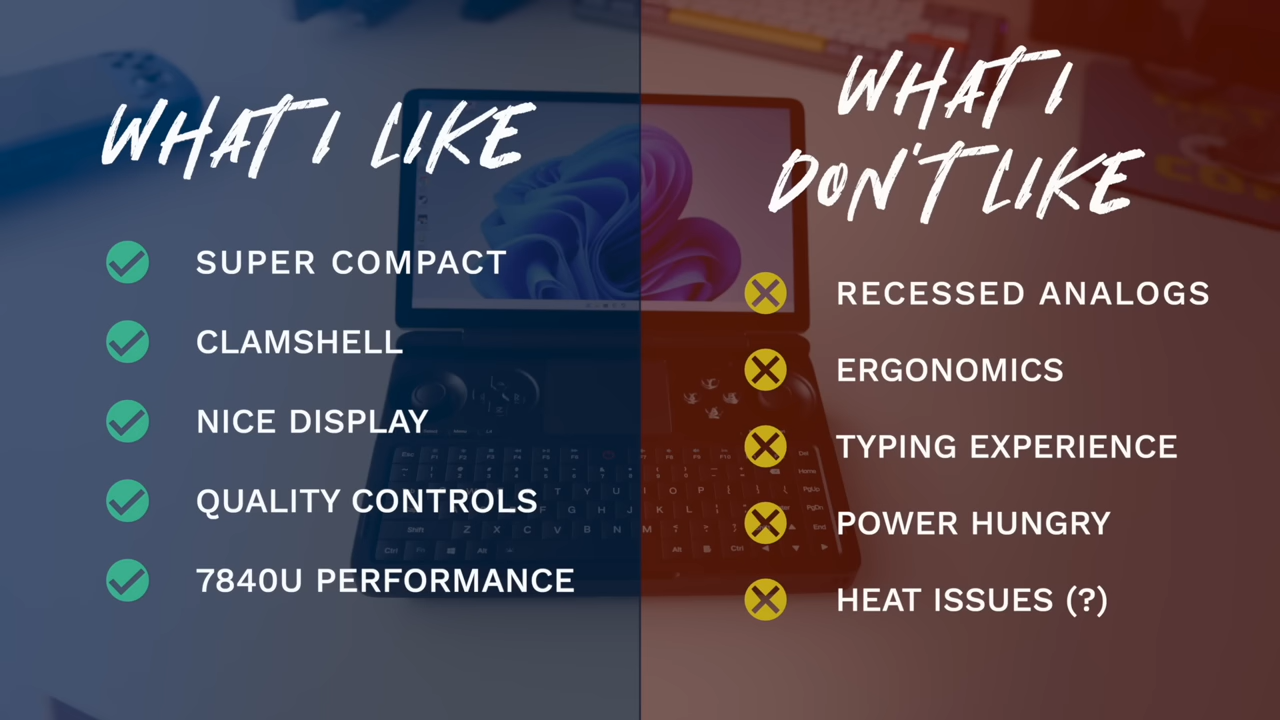 WHAT I LIKE
SUPER COMPACT
CLAMSHELL
NICE DISPLAY
QUALITY CONTROLS
7840U PERFORMANCE
WHAT I
DON'T LIKE
RECESSED ANALOGS
ERGONOMICS
TYPING EXPERIENCE
POWER HUNGRY
HEAT ISSUES (?)